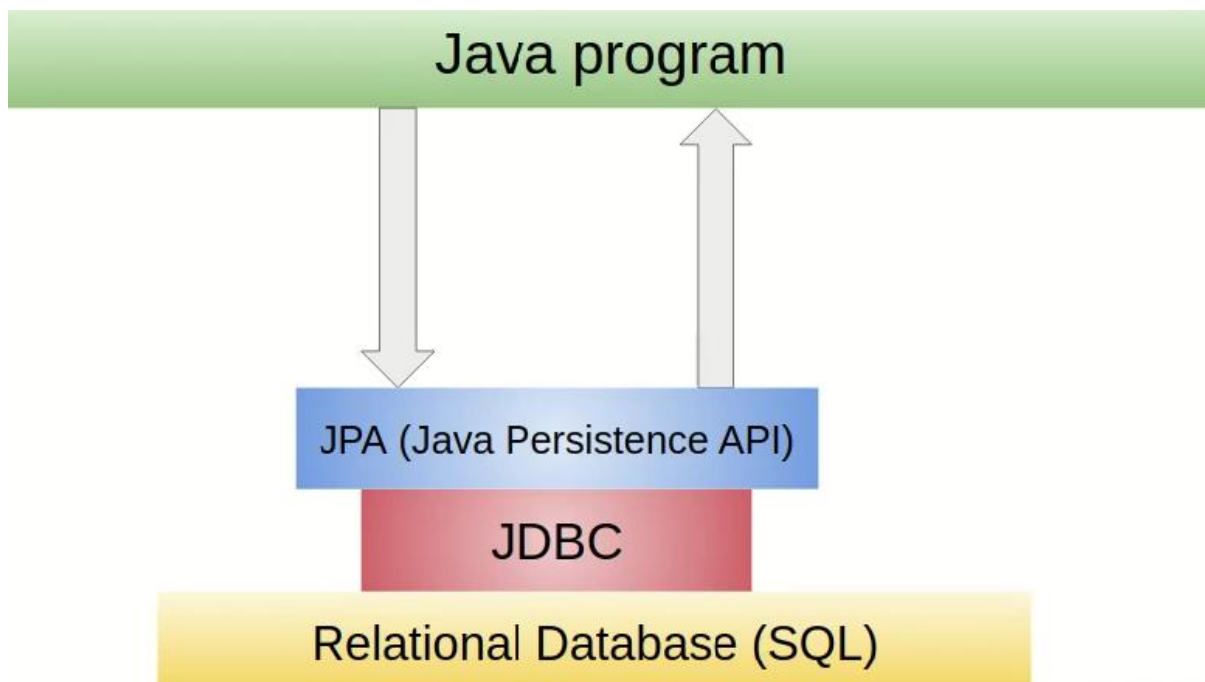 Java program
JPA (Java Persistence API)
JDBC
Relational Database (SQL)